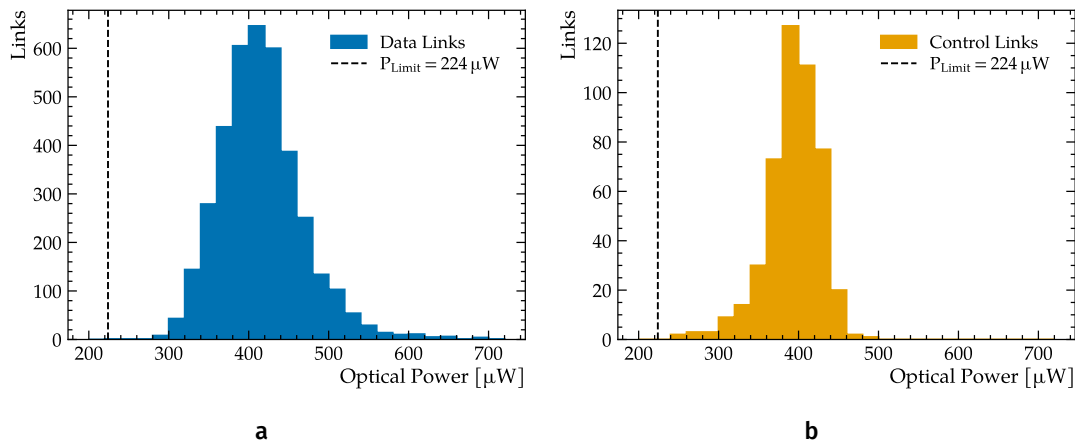 Links
600
500
400
300
200
100
0
200 300 400 500 600 700
Optical Power [μW]
Data Links
P_Limit = 224 μW
a
Links
120
100
80
60
40
20
0
200 300 400 500 600 700
Optical Power [μW]
Control Links
P_Limit = 224 μW
b